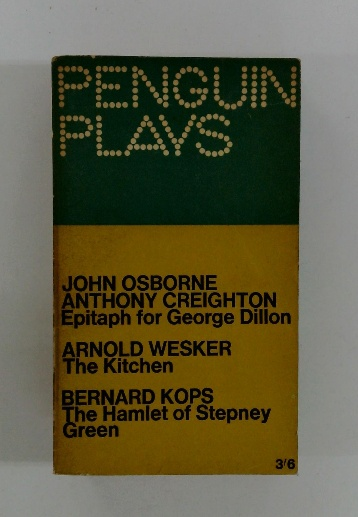 PENGUIN
PLAYS
JOHN OSBORNE
ANTHONY CREIGHTON
Epitaph for George Dillon
ARNOLD WESKER
The Kitchen
BERNARD KOPS
The Hamlet of Stepney
Green
3/6